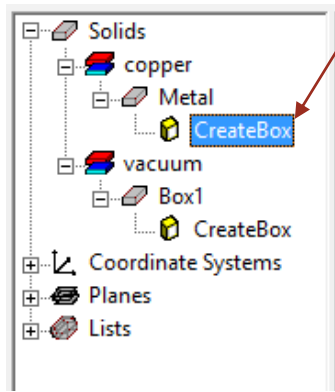 Solids
copper
Metal
CreateBox
vacuum
Box1
CreateBox
Coordinate Systems
Planes
Lists